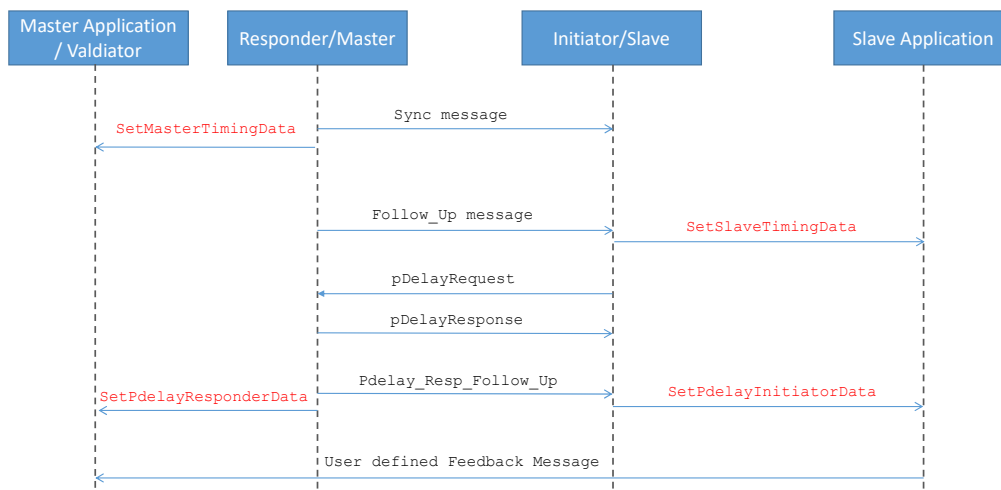 Master Application
/ Valdiator
Responder/Master
Initiator/Slave
Slave Application
Sync message
SetMasterTimingData
Follow_Up message
SetSlaveTimingData
pDelayRequest
pDelayResponse
Pdelay_Resp_Follow_Up
SetPdelayResponderData
SetPdelayInitiatorData
User defined Feedback Message